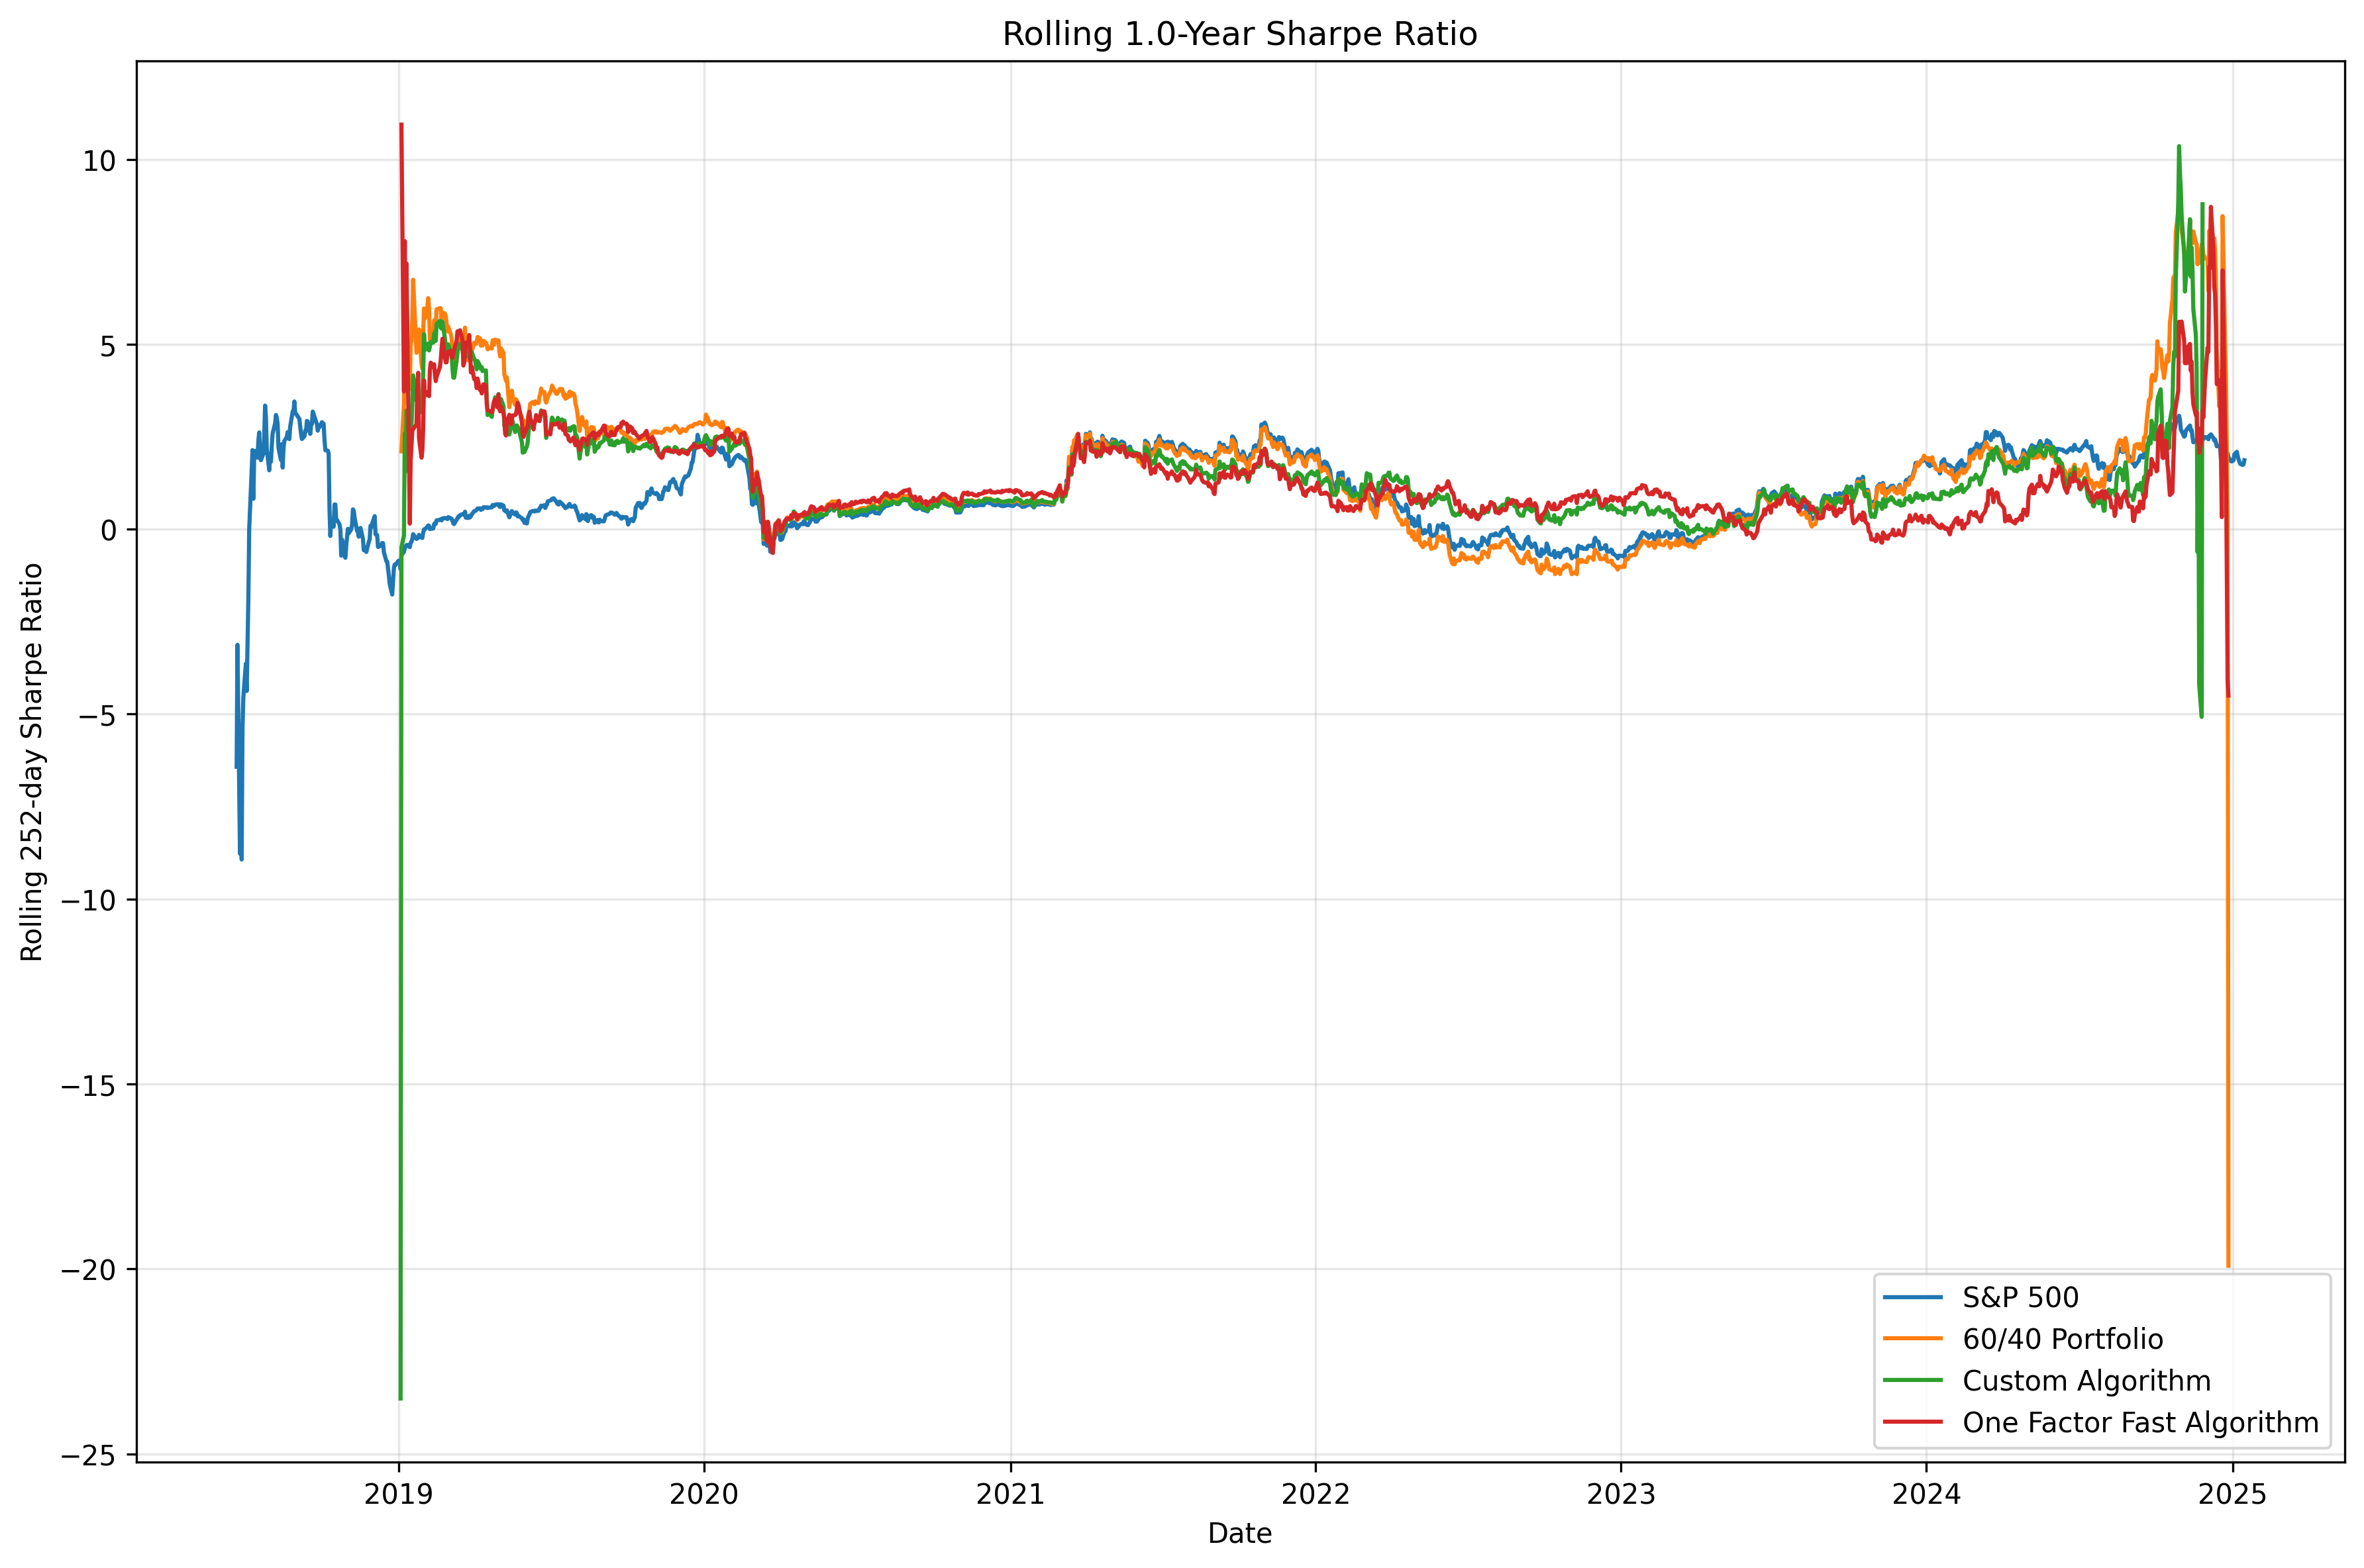 Rolling 1.0-Year Sharpe Ratio
Rolling 252-day Sharpe Ratio
10
5
0
−5
−10
−15
−20
−25
2019
2020
2021
2022
2023
2024
2025
Date
S&P 500
60/40 Portfolio
Custom Algorithm
One Factor Fast Algorithm